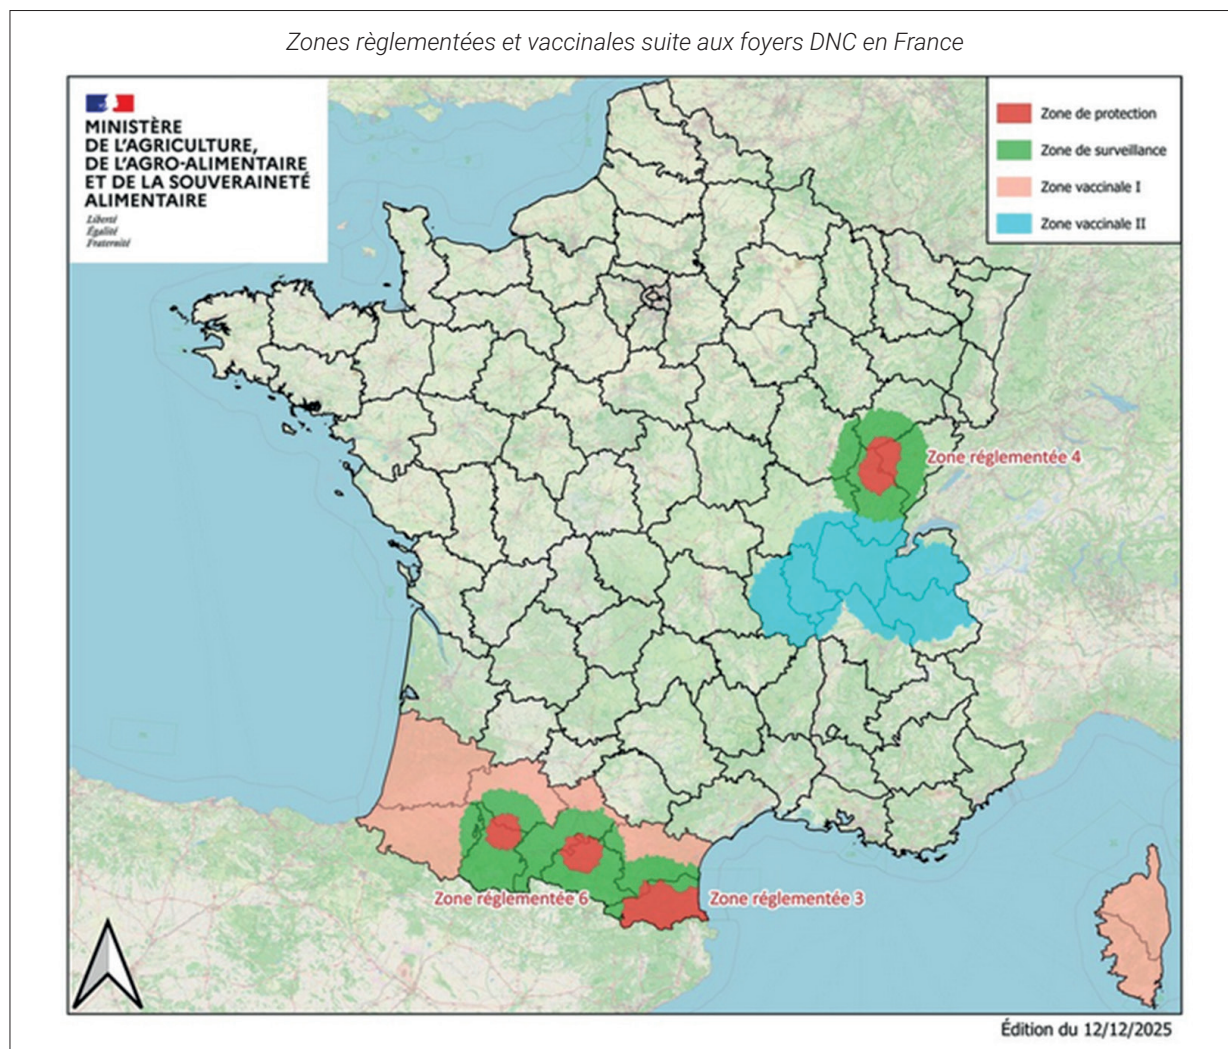 Zones règlementées et vaccinales suite aux foyers DNC en France
MINISTÈRE
DE L'AGRICULTURE,
DE L'AGRO-ALIMENTAIRE
ET DE LA SOUVERAINETÉ
ALIMENTAIRE
Liberté
Égalité
Fraternité
Zone de protection
Zone de surveillance
Zone vaccinale I
Zone vaccinale II
Zone réglementée 4
Zone réglementée 6
Zone réglementée 3
Édition du 12/12/2025